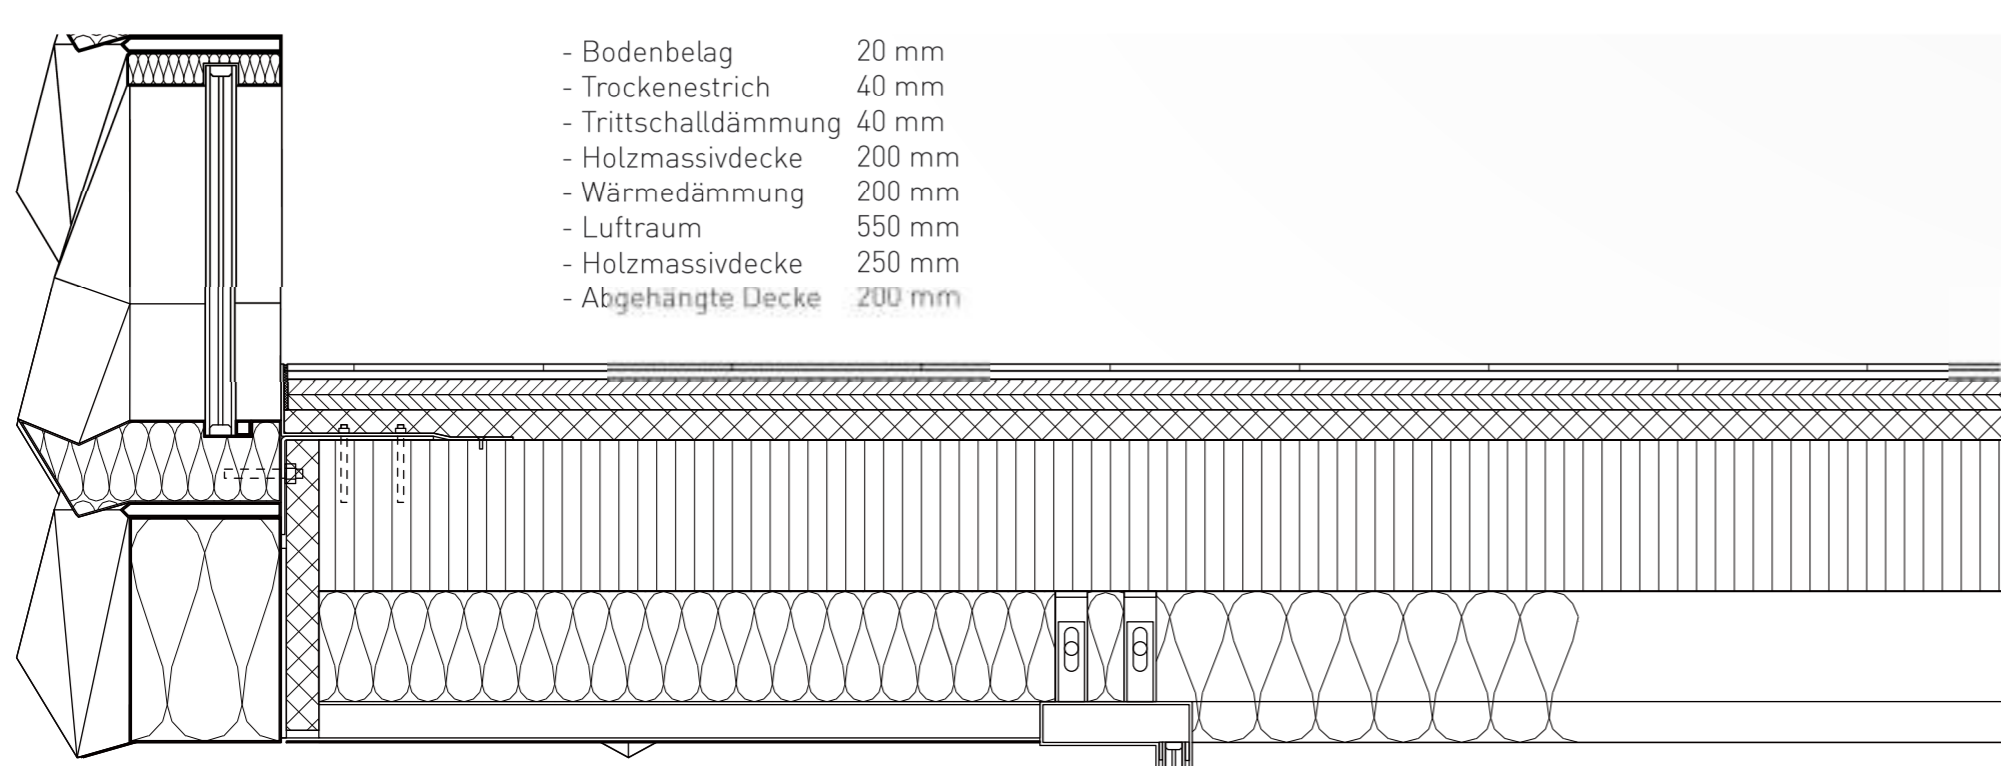 - Bodenbelag 20 mm
- Trockenestrich 40 mm
- Trittschalldämmung 40 mm
- Holzmassivdecke 200 mm
- Wärmedämmung 200 mm
- Luftraum 550 mm
- Holzmassivdecke 250 mm
- Abgehängte Decke 200 mm